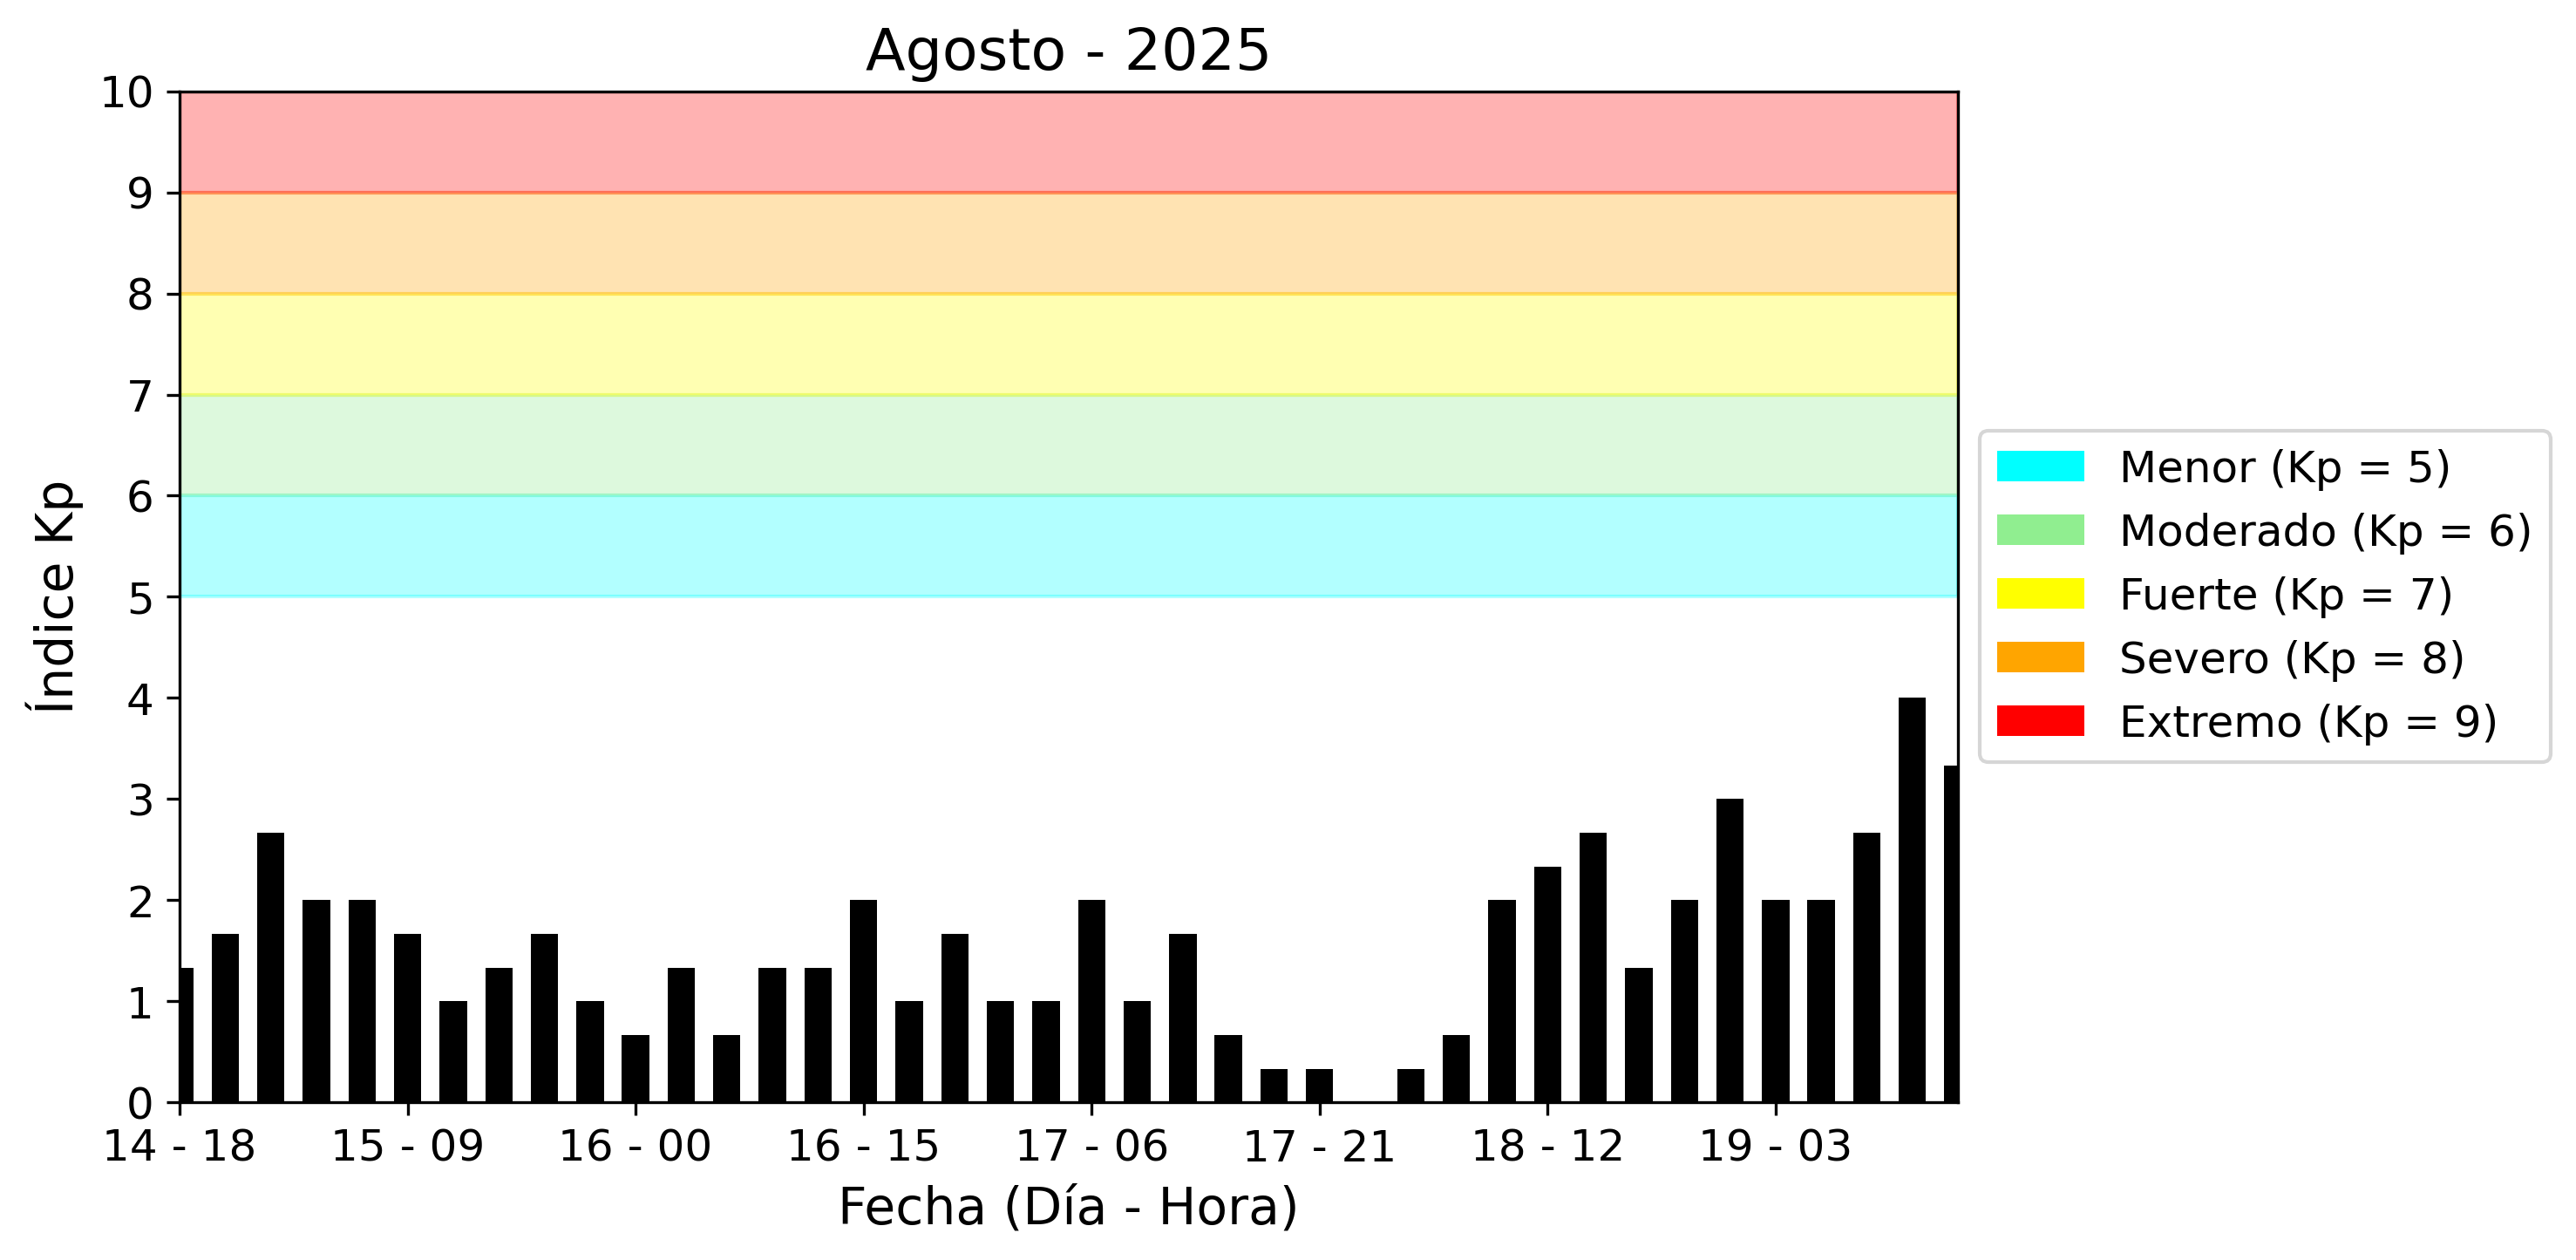 Agosto - 2025
10
9
8
7
6
5
4
3
2
1
0
Índice Kp
14 - 18
15 - 09
16 - 00
16 - 15
17 - 06
17 - 21
18 - 12
19 - 03
Fecha (Día - Hora)
Menor (Kp = 5)
Moderado (Kp = 6)
Fuerte (Kp = 7)
Severo (Kp = 8)
Extremo (Kp = 9)